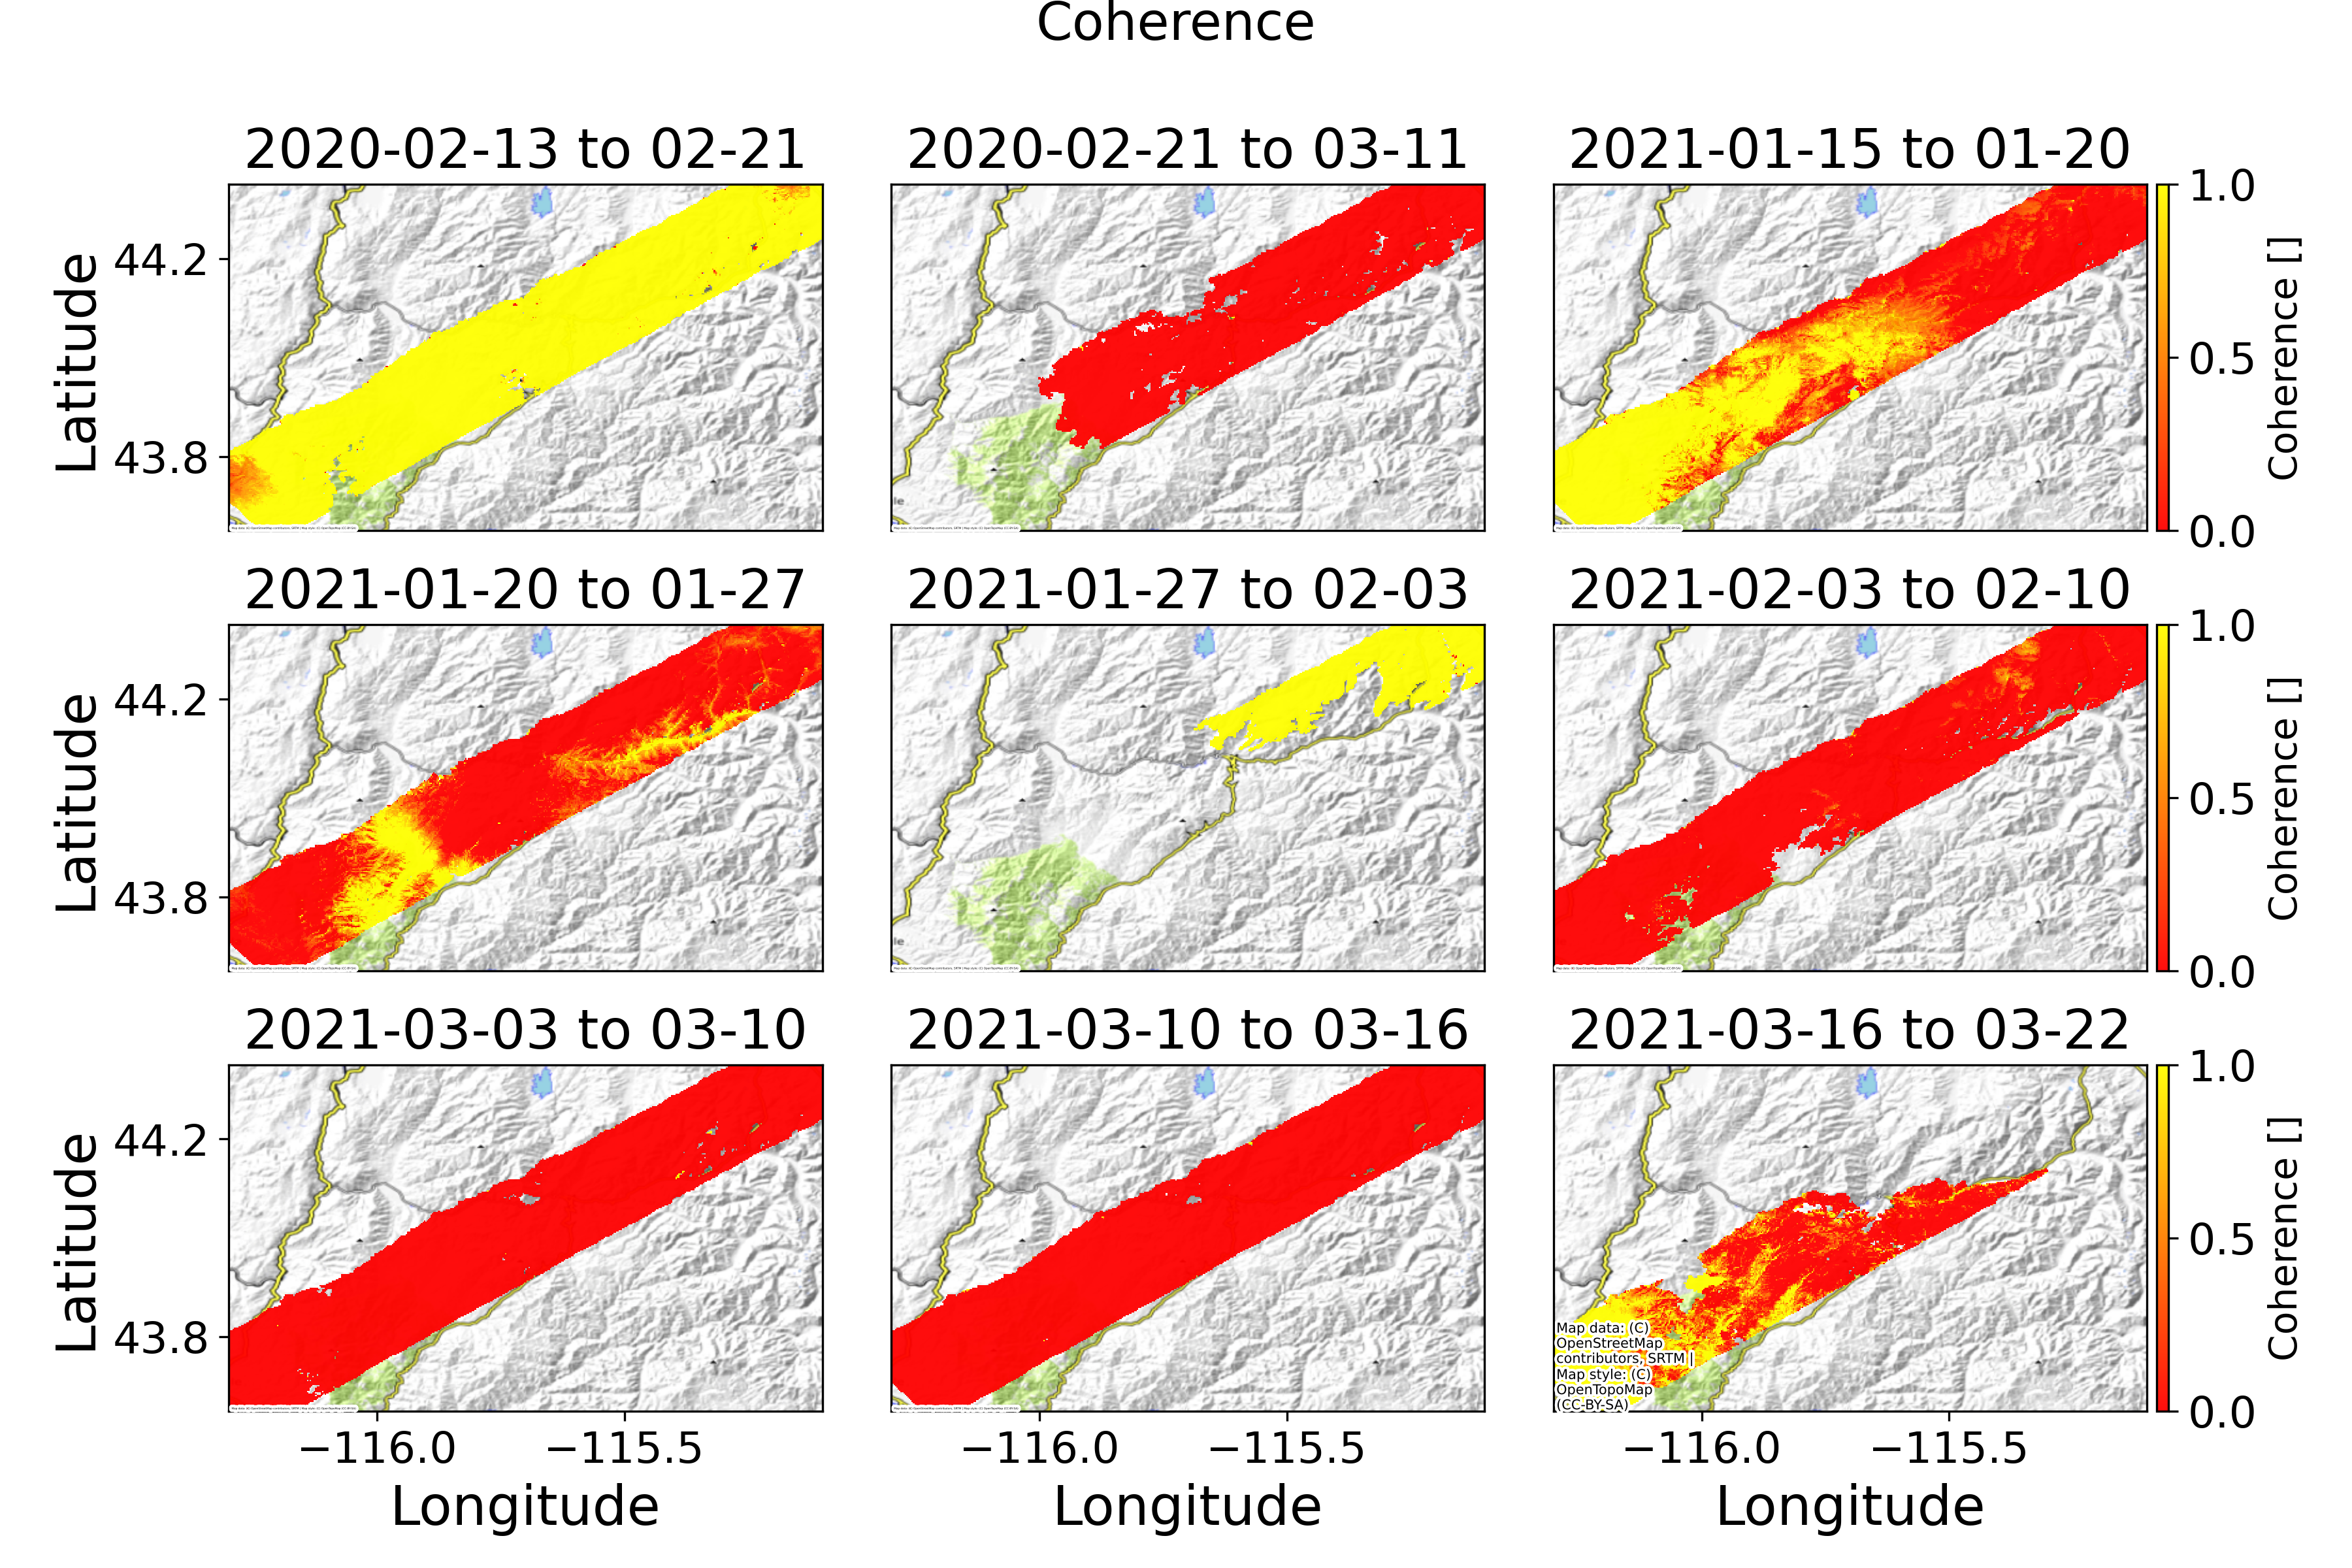 Coherence
2020-02-13 to 02-21
2020-02-21 to 03-11
2021-01-15 to 01-20
Latitude
44.2
43.8
1.0
0.5
0.0
Coherence []
2021-01-20 to 01-27
2021-01-27 to 02-03
2021-02-03 to 02-10
Latitude
44.2
43.8
1.0
0.5
0.0
Coherence []
2021-03-03 to 03-10
2021-03-10 to 03-16
2021-03-16 to 03-22
Latitude
44.2
43.8
Map data: (C)
OpenStreetMap
contributors, SRTM |
Map style: (C)
OpenTopoMap
(CC-BY-SA)
1.0
0.5
0.0
Coherence []
−116.0 −115.5
−116.0 −115.5
−116.0 −115.5
Longitude
Longitude
Longitude